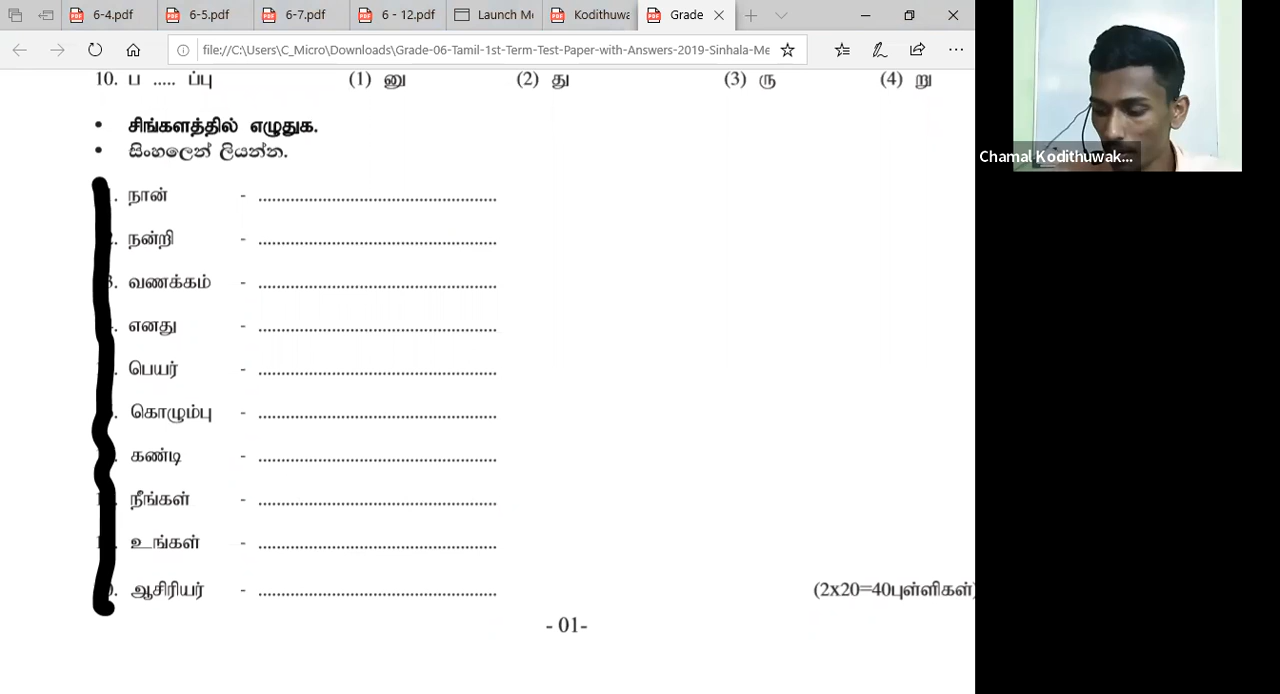 6-4.pdf
6-5.pdf
6-7.pdf
6 - 12.pdf
Launch Me
Kodithuwa
Grade
file://C:\Users\C_Micro\Downloads\Grade-06-Tamil-1st-Term-Test-Paper-with-Answers-2019-Sinhala-Me
10. ப ..... ப்பு (1) னு (2) து (3) ரு (4) று
• சிங்களத்தில் எழுதுக.
• සිංහලෙන් ලියන්න.
. நான் - .....................................................
. நன்றி - .....................................................
. வணக்கம் - .....................................................
. எனது - .....................................................
. பெயர் - .....................................................
. கொழும்பு - .....................................................
. கண்டி - .....................................................
. நீங்கள் - .....................................................
. உங்கள் - .....................................................
. ஆசிரியர் - ..................................................... (2x20=40புள்ளிகள்)
- 01-
Chamal Kodithuwak...